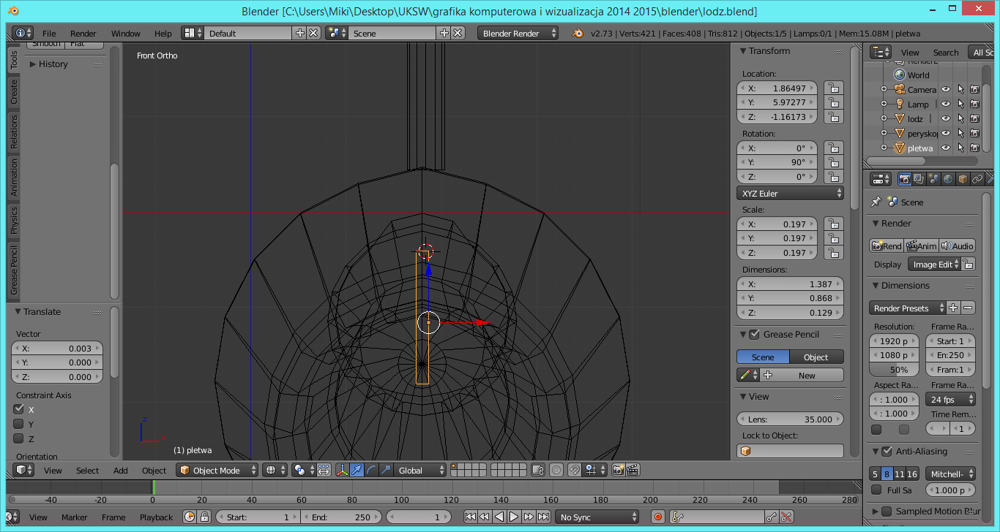 Blender [C:\Users\Miki\Desktop\UKSW\grafika komputerowa i wizualizacja 2014 2015\blender\lodz.blend]
File Render Window Help Default Scene Blender Render v2.73 | Verts:421 | Faces:408 | Tris:812 | Objects:1/5 | Lamps:0/1 | Mem:15.08M | pletwa
Smooth Flat
History
Tools
Create
Relations
Animation
Physics
Grease Pencil
Translate
Vector
X: 0.003
Y: 0.000
Z: 0.000
Constraint Axis
X
Y
Z
Orientation
Front Ortho
z
x
(1) pletwa
Transform
Location:
X: 1.86497
Y: 5.97277
Z: -1.16173
Rotation:
X: 0°
Y: 90°
Z: 0°
XYZ Euler
Scale:
X: 0.197
Y: 0.197
Z: 0.197
Dimensions:
X: 1.387
Y: 0.868
Z: 0.129
Grease Pencil
Scene Object
New
View
Lens: 35.000
Lock to Object:
View Search All Sc
World
Camera
Lamp
lodz
perysko
pletwa
Scene
Render
Rend Anim Audio
Display Image Edit
Dimensions
Render Presets
Resolution: Frame Ra...
1920 p Start: 1
1080 p En:250
50% Fram:1
Aspect Ra... Frame Ra...
: 1.000 24 fps
: 1.000 Time Rem...
1
Anti-Aliasing
5 8 11 16 Mitchell-
Full Sa 1.000 p
Sampled Motion Blur
View Select Add Object Object Mode Global
-40 -20 0 20 40 60 80 100 120 140 160 180 200 220 240 260 280
View Marker Frame Playback Start: 1 End: 250 1 No Sync